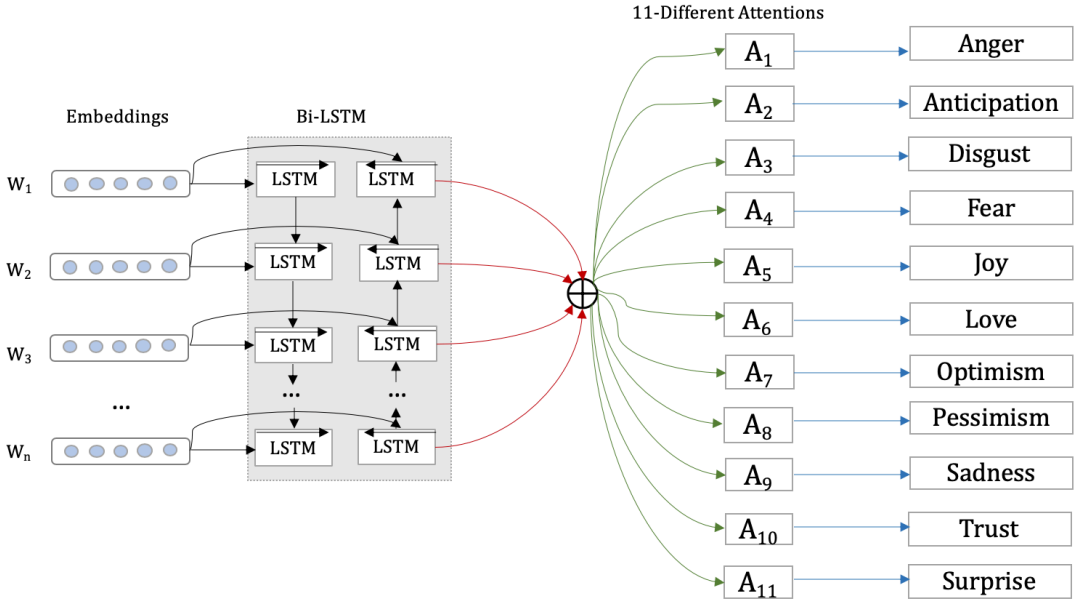 11-Different Attentions
Embeddings
Bi-LSTM
W1
LSTM
LSTM
W2
LSTM
LSTM
W3
LSTM
LSTM
...
...
...
Wn
LSTM
LSTM
A1
Anger
A2
Anticipation
A3
Disgust
A4
Fear
A5
Joy
A6
Love
A7
Optimism
A8
Pessimism
A9
Sadness
A10
Trust
A11
Surprise